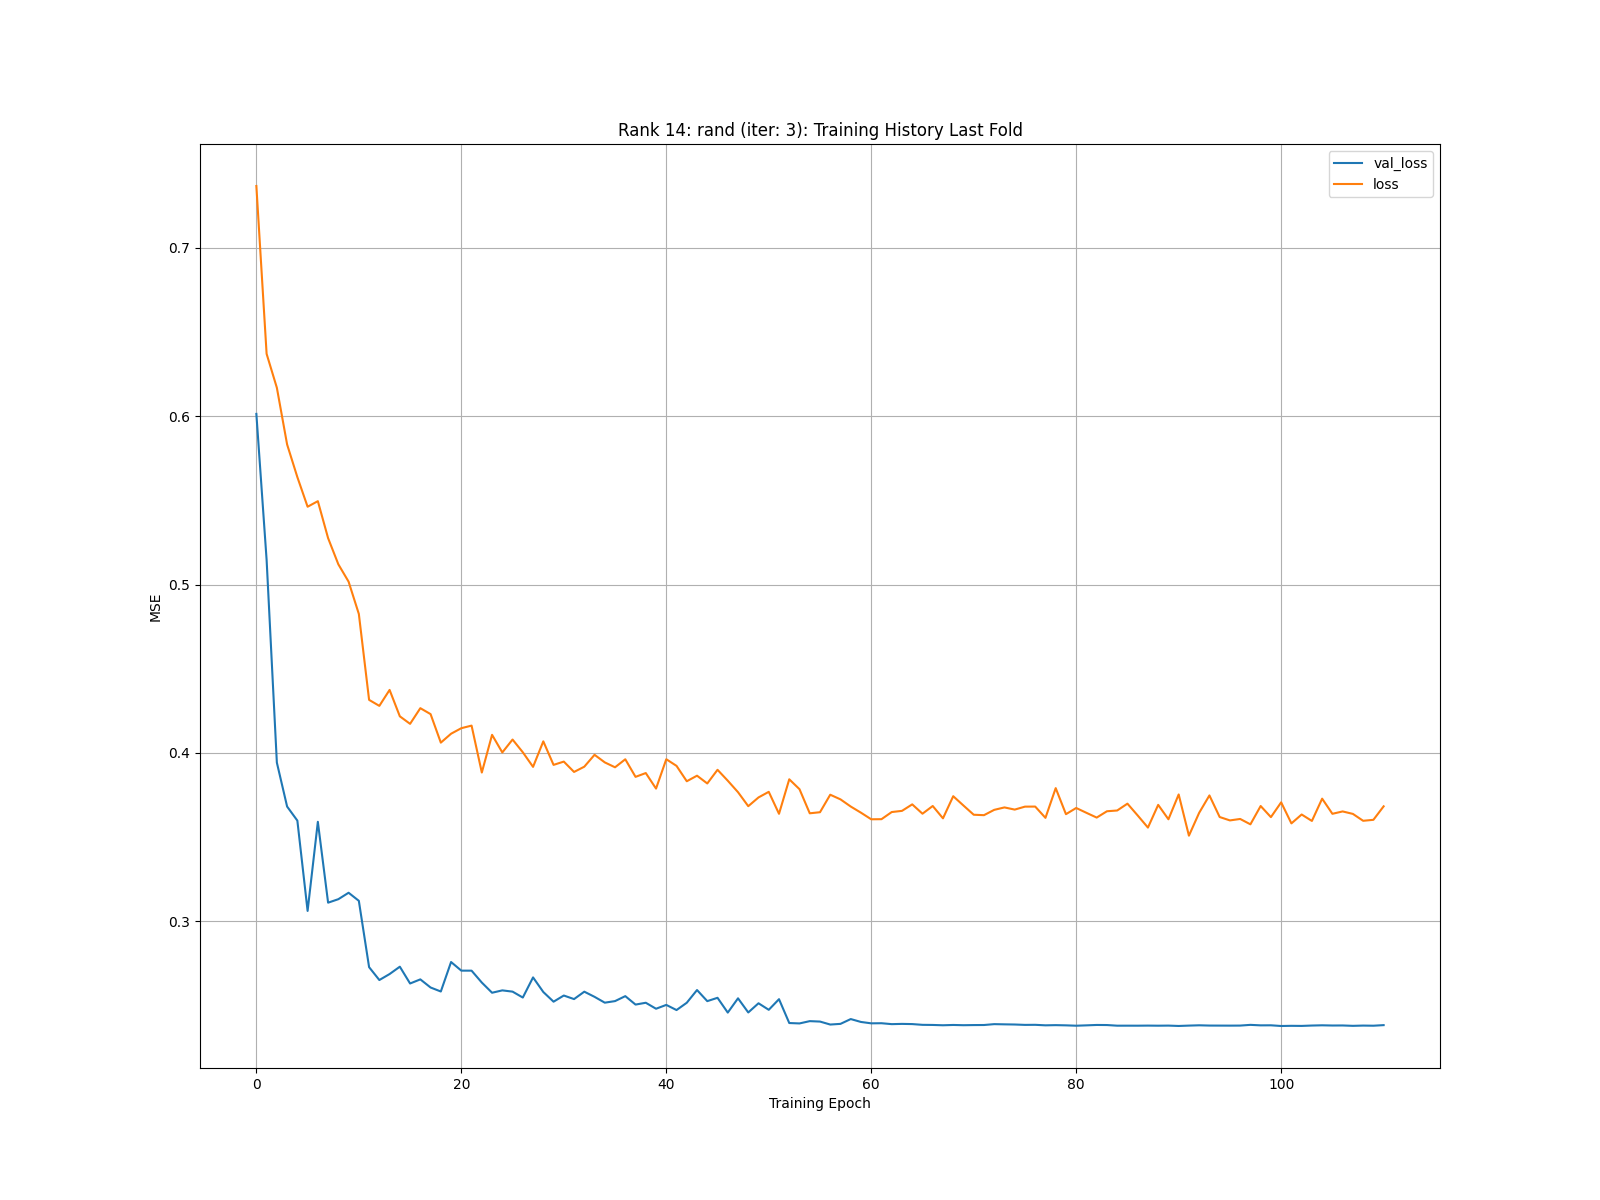 Rank 14: rand (iter: 3): Training History Last Fold
val_loss
loss
0.7
0.6
0.5
0.4
0.3
MSE
0 20 40 60 80 100
Training Epoch